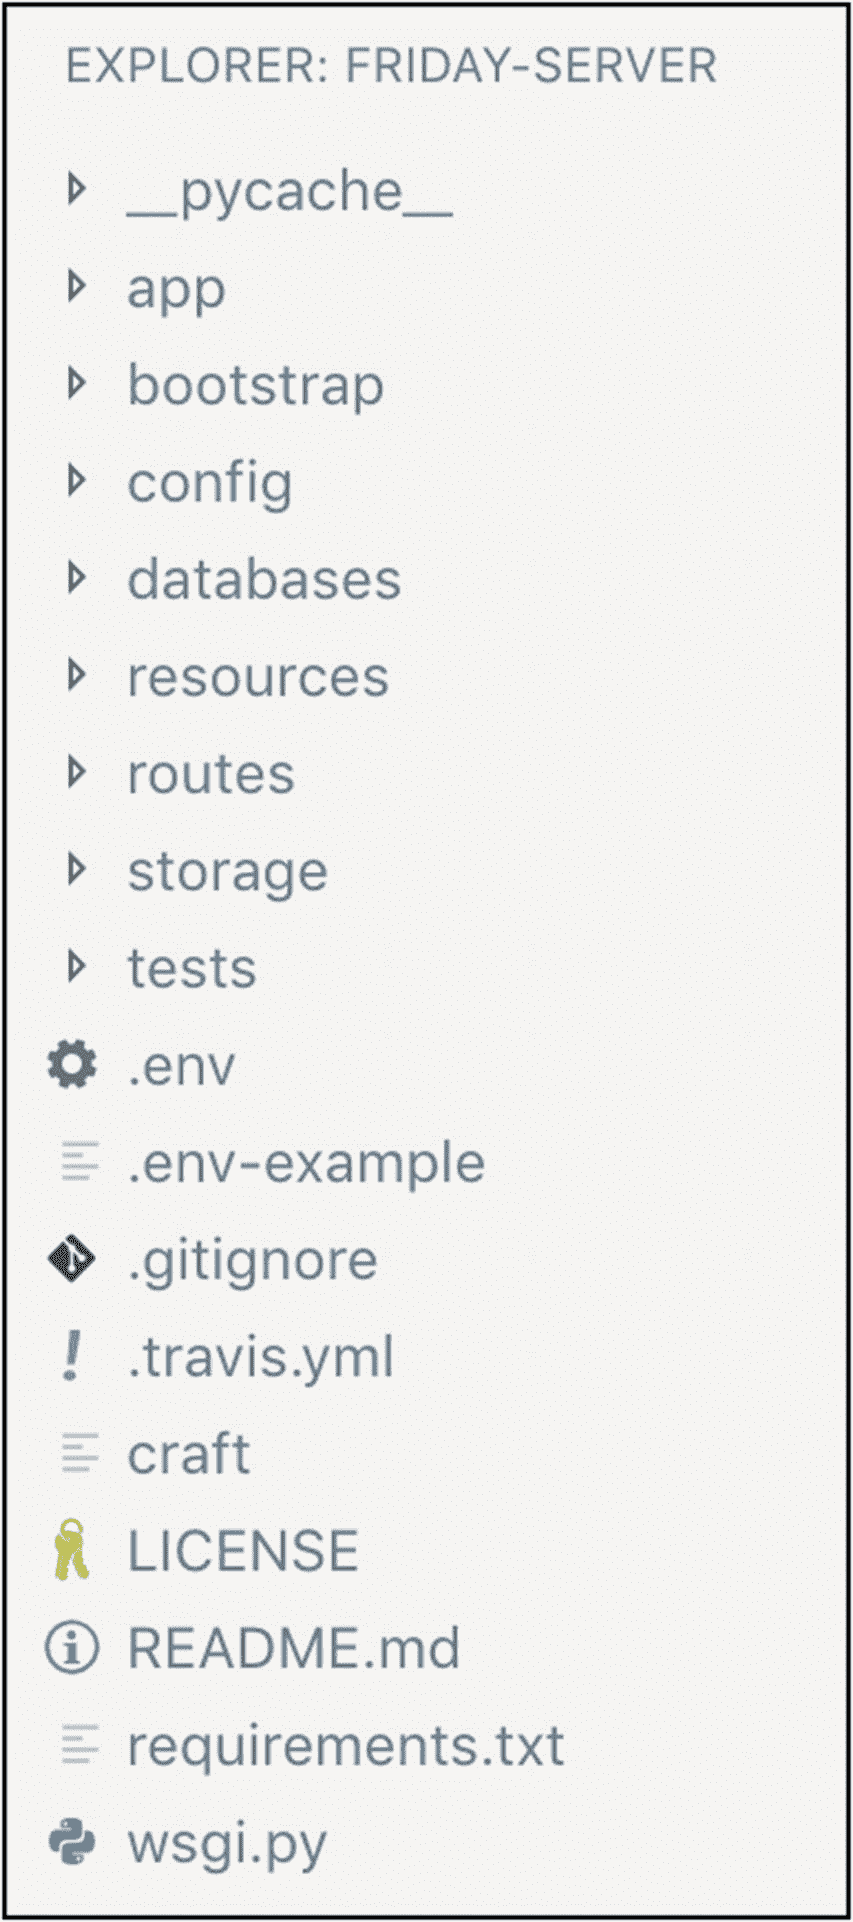 EXPLORER: FRIDAY-SERVER
__pycache__
app
bootstrap
config
databases
resources
routes
storage
tests
.env
.env-example
.gitignore
.travis.yml
craft
LICENSE
README.md
requirements.txt
wsgi.py